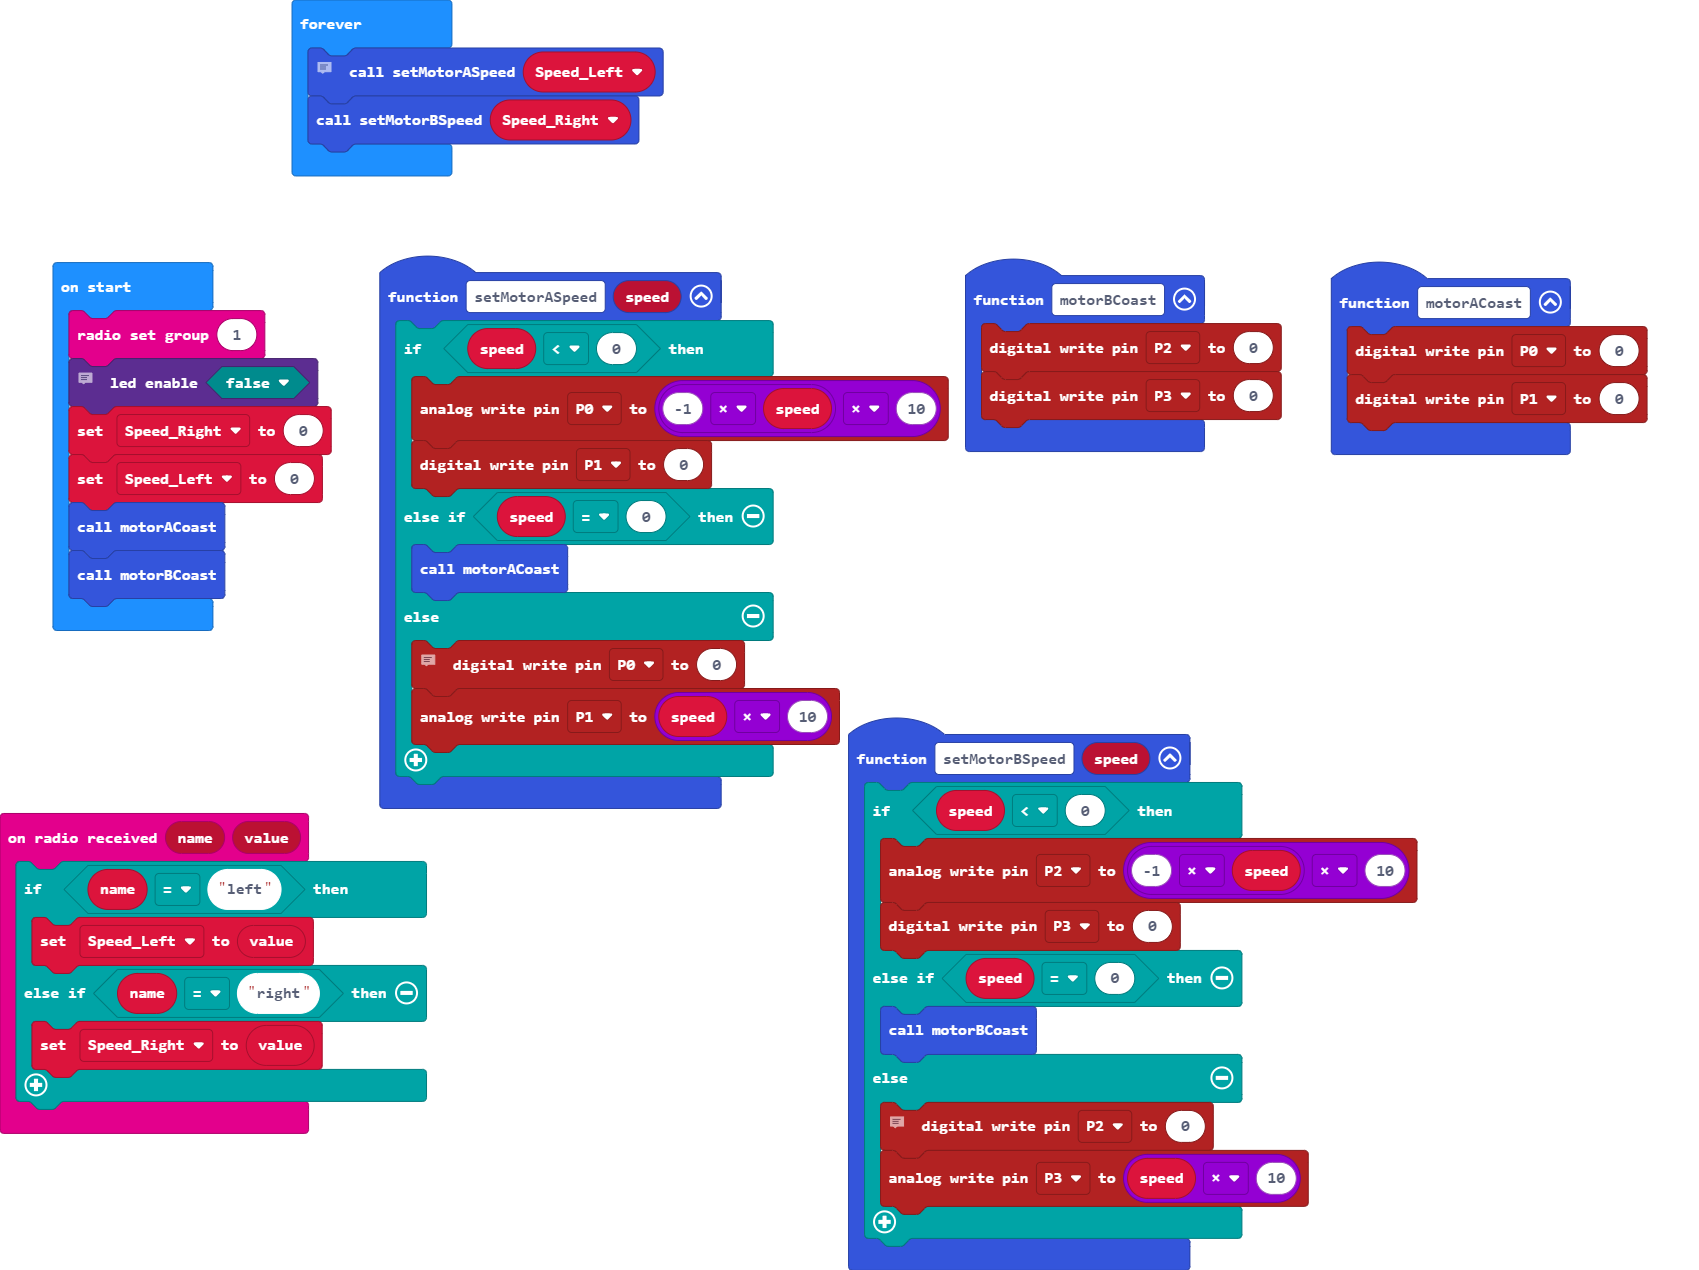 forever
call setMotorASpeed Speed_Left
call setMotorBSpeed Speed_Right
on start
radio set group 1
led enable false
set Speed_Right to 0
set Speed_Left to 0
call motorACoast
call motorBCoast
function setMotorASpeed speed
if speed < 0 then
analog write pin P0 to -1 × speed × 10
digital write pin P1 to 0
else if speed = 0 then
call motorACoast
else
digital write pin P0 to 0
analog write pin P1 to speed × 10
function motorBCoast
digital write pin P2 to 0
digital write pin P3 to 0
function motorACoast
digital write pin P0 to 0
digital write pin P1 to 0
on radio received name value
if name = "left" then
set Speed_Left to value
else if name = "right" then
set Speed_Right to value
function setMotorBSpeed speed
if speed < 0 then
analog write pin P2 to -1 × speed × 10
digital write pin P3 to 0
else if speed = 0 then
call motorBCoast
else
digital write pin P2 to 0
analog write pin P3 to speed × 10